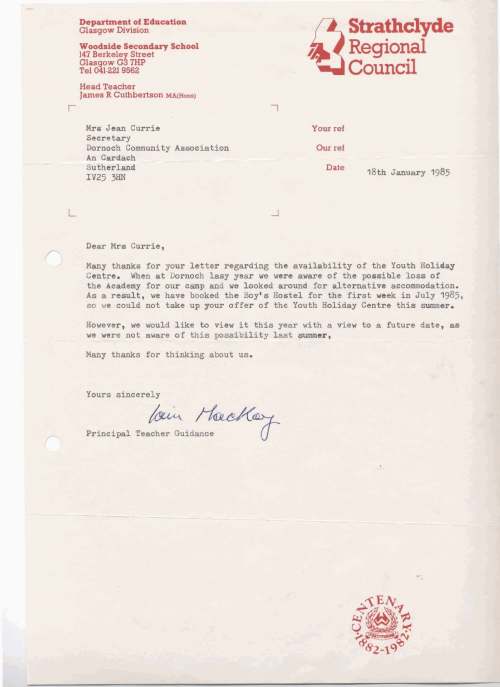 Department of Education
Glasgow Division
Woodside Secondary School
147 Berkeley Street
Glasgow G3 7HP
Tel 041-221 9562
Head Teacher
James R Cuthbertson MA(Hons)
Strathclyde
Regional
Council
Mrs Jean Currie
Secretary
Dornoch Community Association
An Cardach
Sutherland
IV25 3HN
Your ref
Our ref
Date 18th January 1985
Dear Mrs Currie,
Many thanks for your letter regarding the availability of the Youth Holiday
Centre. When at Dornoch lasy year we were aware of the possible loss of
the Academy for our camp and we looked around for alternative accommodation.
As a result, we have booked the Boy's Hostel for the first week in July 1985,
so we could not take up your offer of the Youth Holiday Centre this summer.
However, we would like to view it this year with a view to a future date, as
we were not aware of this possibility last summer,
Many thanks for thinking about us.
Yours sincerely
Iain MacKay
Principal Teacher Guidance
CENTENARY
1882-1982